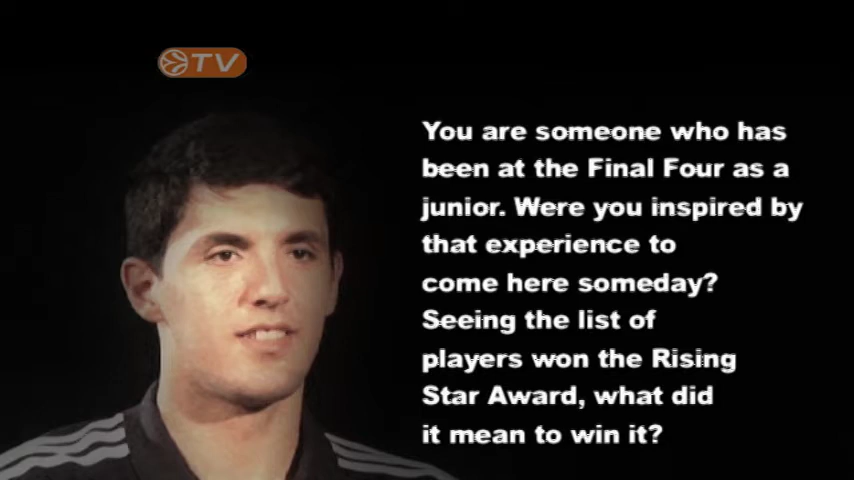 TV
You are someone who has
been at the Final Four as a
junior. Were you inspired by
that experience to
come here someday?
Seeing the list of
players won the Rising
Star Award, what did
it mean to win it?